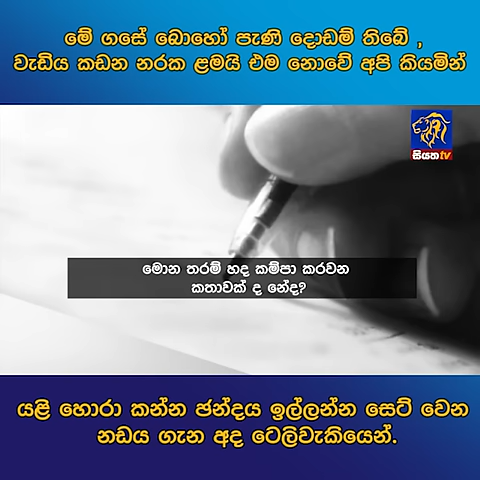 මේ ගසේ බොහෝ පැණි දොඩම් තිබේ ,
වැඩිය කඩන නරක ළමයි එම නොවේ අපි කියමින්
සියත tv
මොන තරම් හද කම්පා කරවන
කතාවක් ද නේද?
යළි හොරා කන්න ඡන්දය ඉල්ලන්න සෙට් වෙන
නඩය ගැන අද ටෙලිවැකියෙන්.